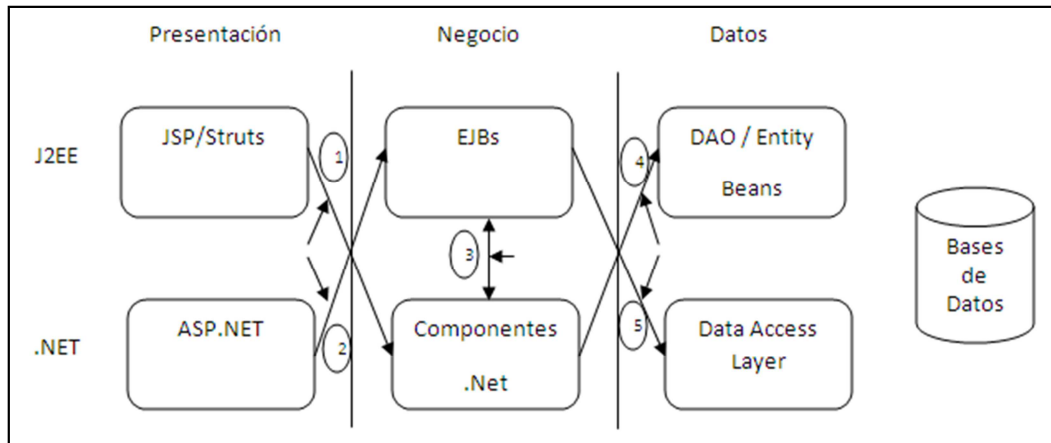 Presentación
Negocio
Datos
J2EE
JSP/Struts
1
EJBs
4
DAO / Entity
Beans
3
Bases
de
Datos
.NET
ASP.NET
2
Componentes
.Net
5
Data Access
Layer